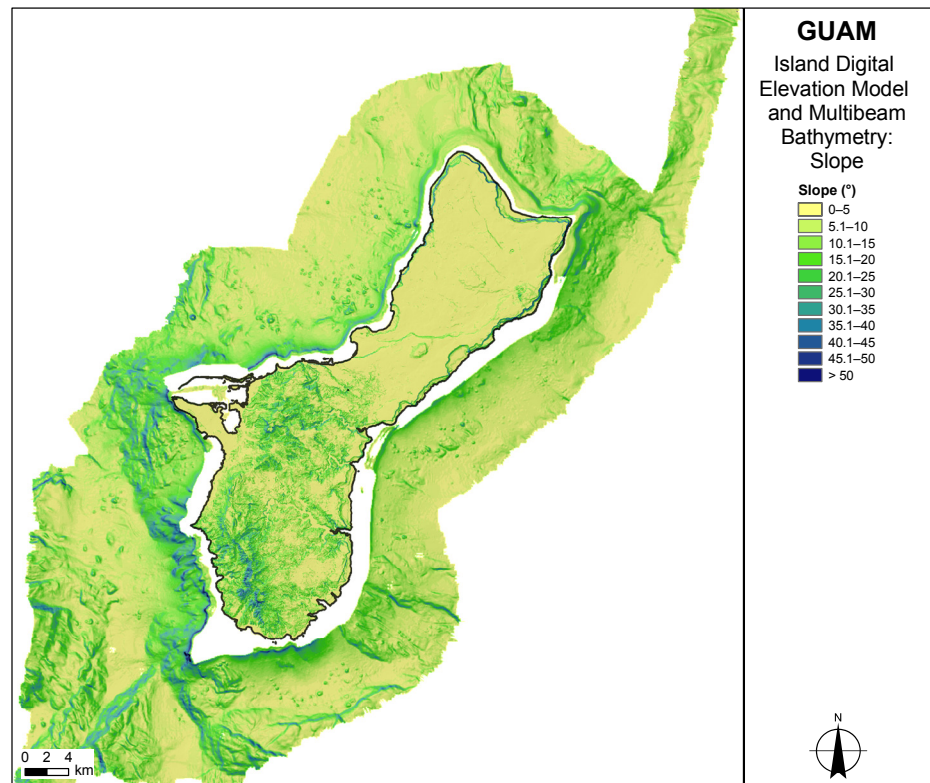 GUAM
Island Digital
Elevation Model
and Multibeam
Bathymetry:
Slope
Slope (°)
0–5
5.1–10
10.1–15
15.1–20
20.1–25
25.1–30
30.1–35
35.1–40
40.1–45
45.1–50
> 50
N
0 2 4
km